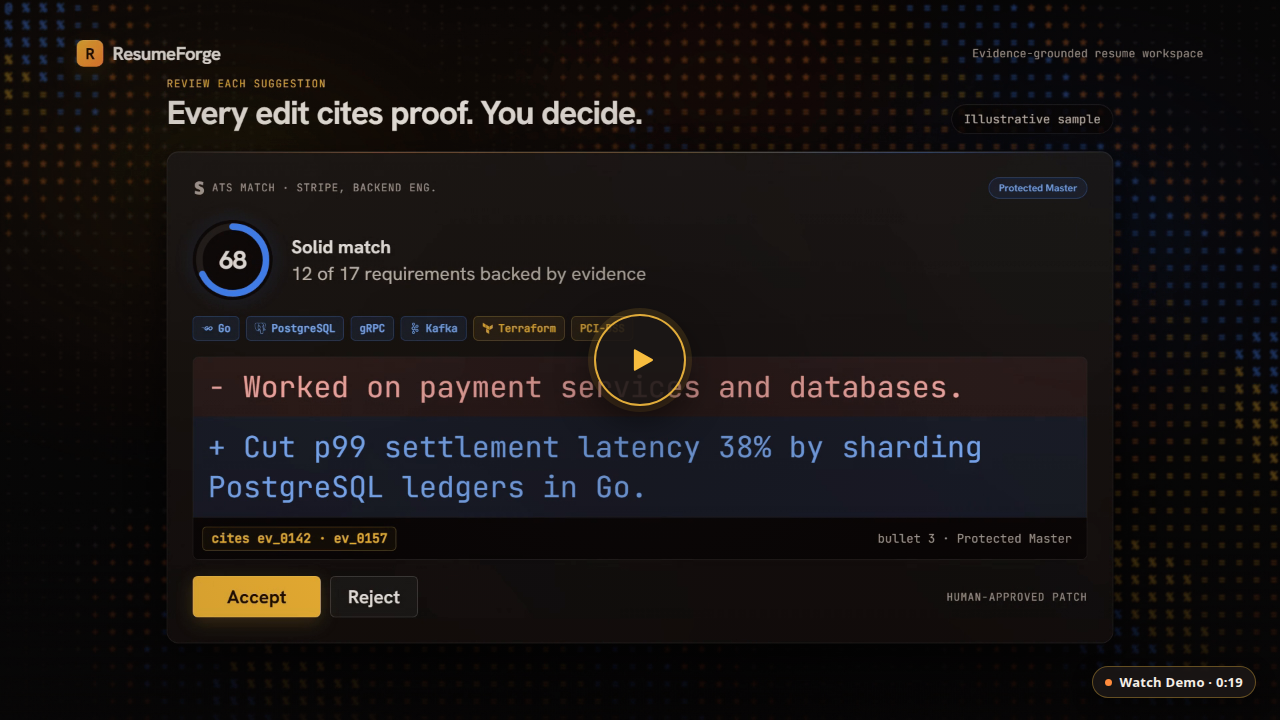 R ResumeForge
Evidence-grounded resume workspace
REVIEW EACH SUGGESTION
Every edit cites proof. You decide.
Illustrative sample
S ATS MATCH · STRIPE, BACKEND ENG.
Protected Master
68
Solid match
12 of 17 requirements backed by evidence
Go PostgreSQL gRPC Kafka Terraform
- Worked on payment services and databases.
+ Cut p99 settlement latency 38% by sharding
PostgreSQL ledgers in Go.
cites ev_0142 · ev_0157
bullet 3 · Protected Master
Accept
Reject
HUMAN-APPROVED PATCH
Watch Demo · 0:19